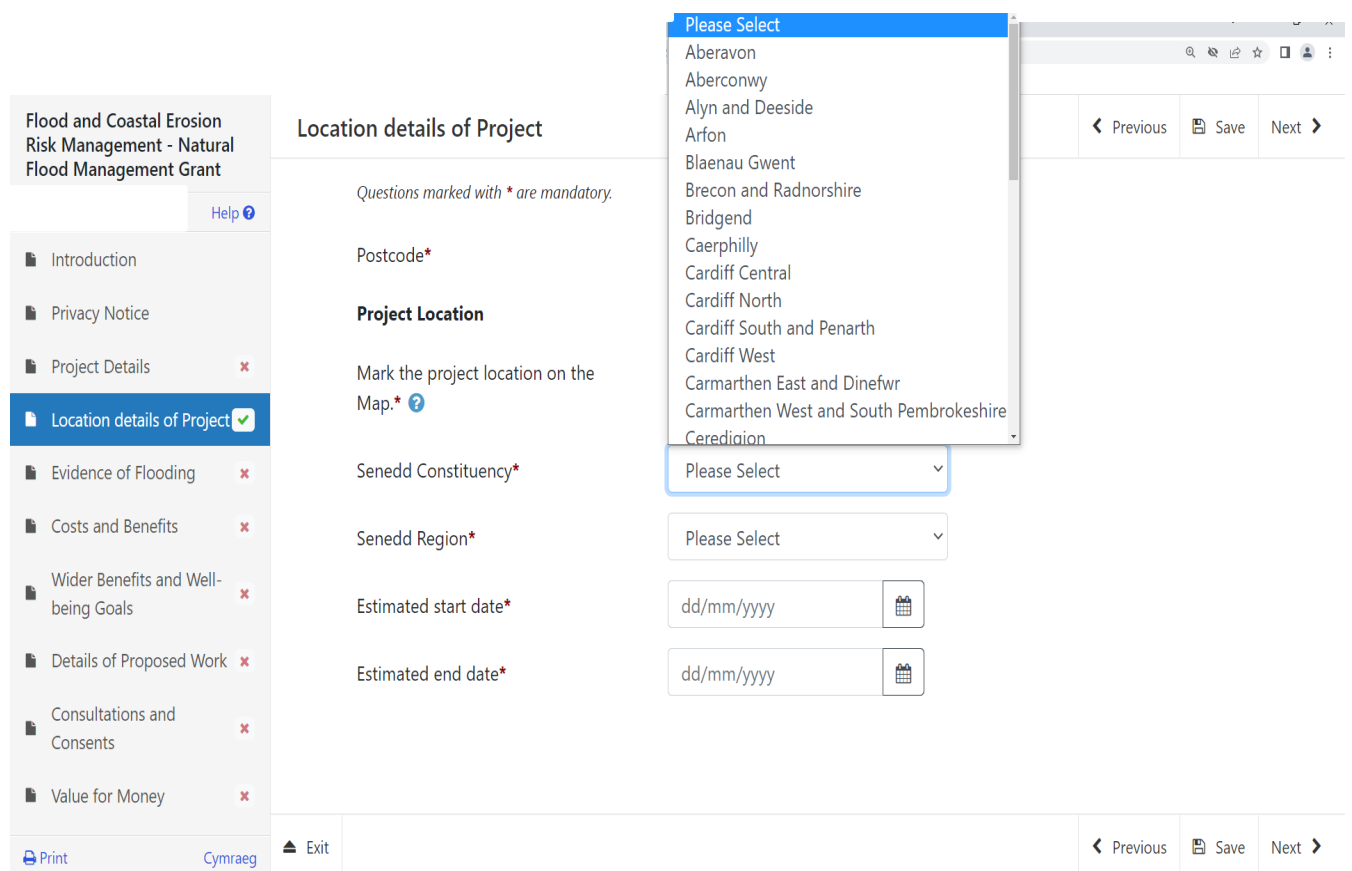 Flood and Coastal Erosion
Risk Management - Natural
Flood Management Grant
Help
Introduction
Privacy Notice
Project Details
Location details of Project
Evidence of Flooding
Costs and Benefits
Wider Benefits and Well-
being Goals
Details of Proposed Work
Consultations and
Consents
Value for Money
Print
Cymraeg
Location details of Project
Previous
Save
Next
Questions marked with * are mandatory.
Postcode*
Project Location
Mark the project location on the
Map.*
Please Select
Aberavon
Aberconwy
Alyn and Deeside
Arfon
Blaenau Gwent
Brecon and Radnorshire
Bridgend
Caerphilly
Cardiff Central
Cardiff North
Cardiff South and Penarth
Cardiff West
Carmarthen East and Dinefwr
Carmarthen West and South Pembrokeshire
Ceredigion
Senedd Constituency*
Please Select
Senedd Region*
Please Select
Estimated start date*
dd/mm/yyyy
Estimated end date*
dd/mm/yyyy
Exit
Previous
Save
Next